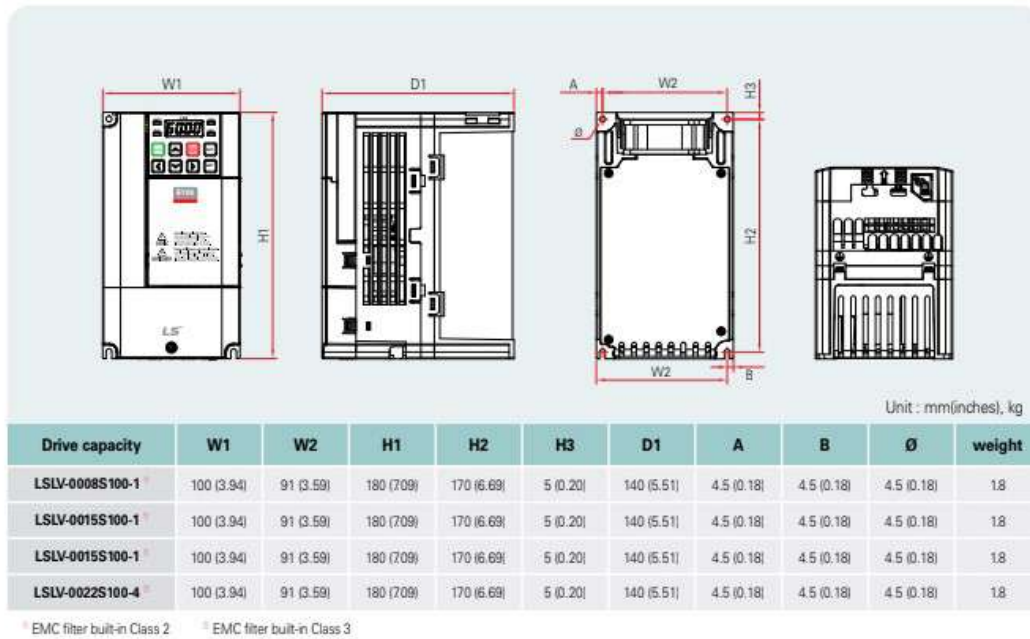 W1
D1
A
W2
H3
Ø
H1
H2
W2
B
6000
S100
LS
Unit : mm(inches), kg
Drive capacity W1 W2 H1 H2 H3 D1 A B Ø weight
LSLV-0008S100-1 100 (3.94) 91 (3.59) 180 (709) 170 (6.69) 5 (0.20) 140 (5.51) 4.5 (0.18) 4.5 (0.18) 4.5 (0.18) 1.8
LSLV-0015S100-1 100 (3.94) 91 (3.59) 180 (709) 170 (6.69) 5 (0.20) 140 (5.51) 4.5 (0.18) 4.5 (0.18) 4.5 (0.18) 1.8
LSLV-0015S100-1 100 (3.94) 91 (3.59) 180 (709) 170 (6.69) 5 (0.20) 140 (5.51) 4.5 (0.18) 4.5 (0.18) 4.5 (0.18) 1.8
LSLV-0022S100-4 100 (3.94) 91 (3.59) 180 (709) 170 (6.69) 5 (0.20) 140 (5.51) 4.5 (0.18) 4.5 (0.18) 4.5 (0.18) 1.8
EMC filter built-in Class 2 EMC filter built-in Class 3